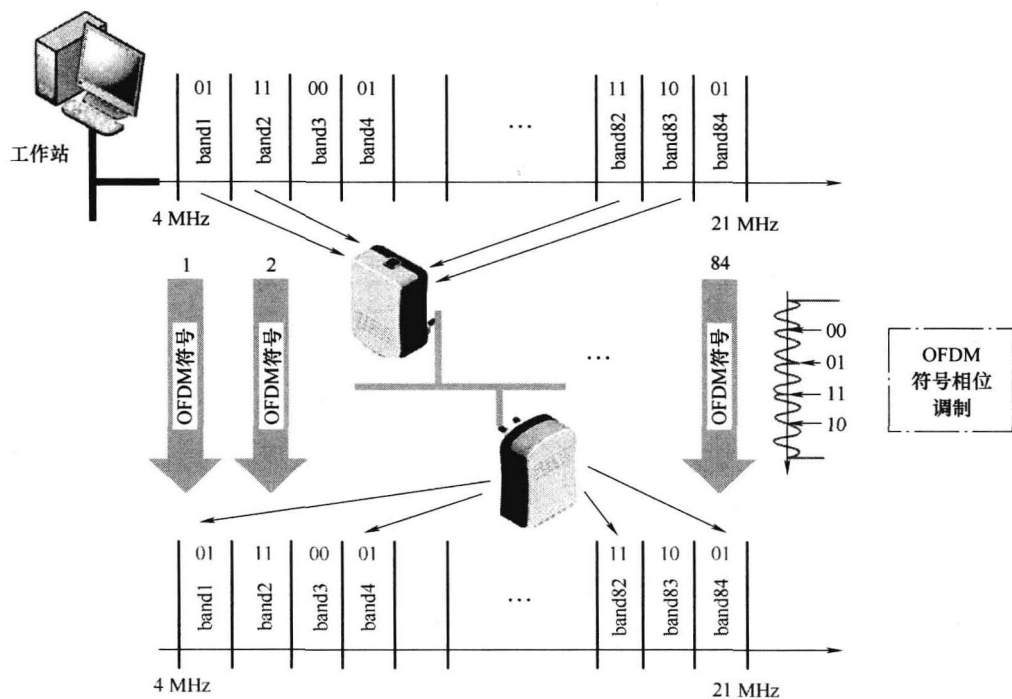 工作站
01 11 00 01 ... 11 10 01
band1 band2 band3 band4 band82 band83 band84
4 MHz 21 MHz
1 2 84
OFDM符号 OFDM符号 ... OFDM符号
00
01
11
10
OFDM
符号相位
调制
01 11 00 01 ... 11 10 01
band1 band2 band3 band4 band82 band83 band84
4 MHz 21 MHz